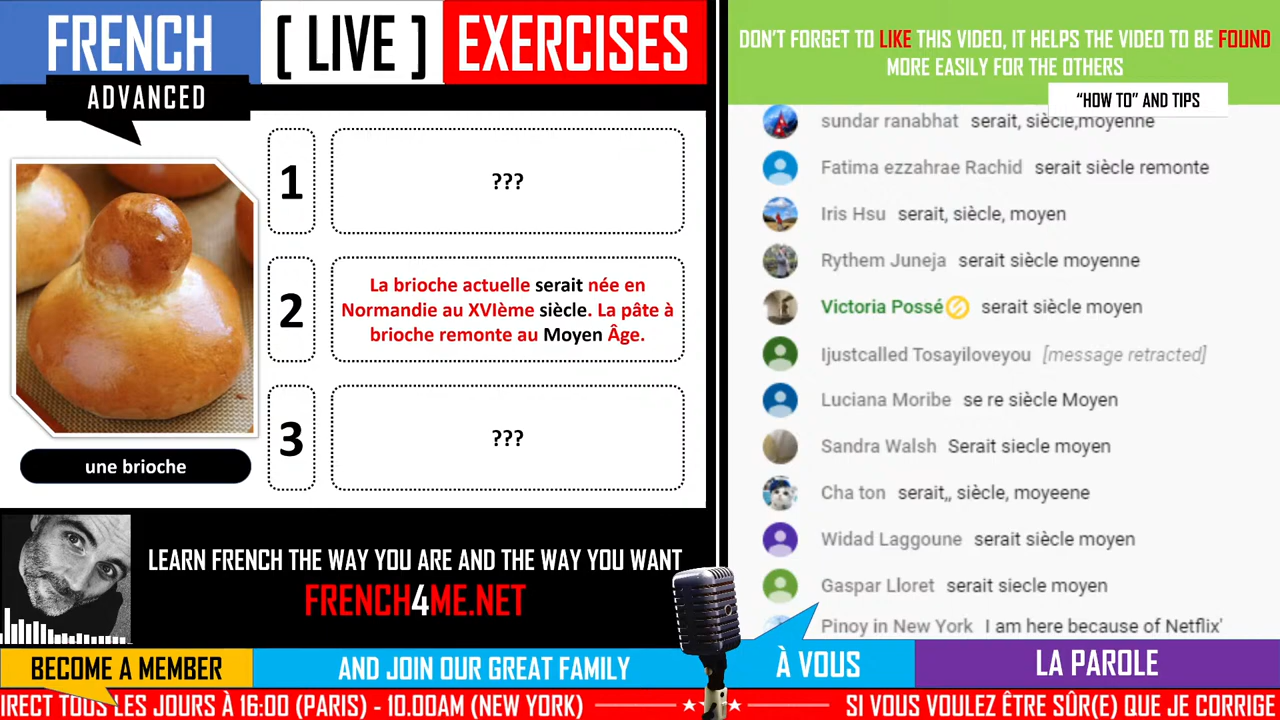 FRENCH
[ LIVE ]
EXERCISES
ADVANCED
1
???
2
La brioche actuelle serait née en
Normandie au XVIème siècle. La pâte à
brioche remonte au Moyen Âge.
3
???
une brioche
LEARN FRENCH THE WAY YOU ARE AND THE WAY YOU WANT
FRENCH4ME.NET
BECOME A MEMBER
AND JOIN OUR GREAT FAMILY
DON'T FORGET TO LIKE THIS VIDEO, IT HELPS THE VIDEO TO BE FOUND
MORE EASILY FOR THE OTHERS
“HOW TO” AND TIPS
sundar ranabhat serait, siècle,moyenne
Fatima ezzahrae Rachid serait siècle remonte
Iris Hsu serait, siècle, moyen
Rythem Juneja serait siècle moyenne
Victoria Possé serait siècle moyen
Ijustcalled Tosayiloveyou [message retracted]
Luciana Moribe se re siècle Moyen
Sandra Walsh Serait siecle moyen
Cha ton serait,, siècle, moyeene
Widad Laggoune serait siècle moyen
Gaspar Lloret serait siecle moyen
Pinoy in New York I am here because of Netflix'
À VOUS
LA PAROLE
IRECT TOUS LES JOURS À 16:00 (PARIS) - 10.00AM (NEW YORK)
SI VOUS VOULEZ ÊTRE SÛR(E) QUE JE CORRIGE